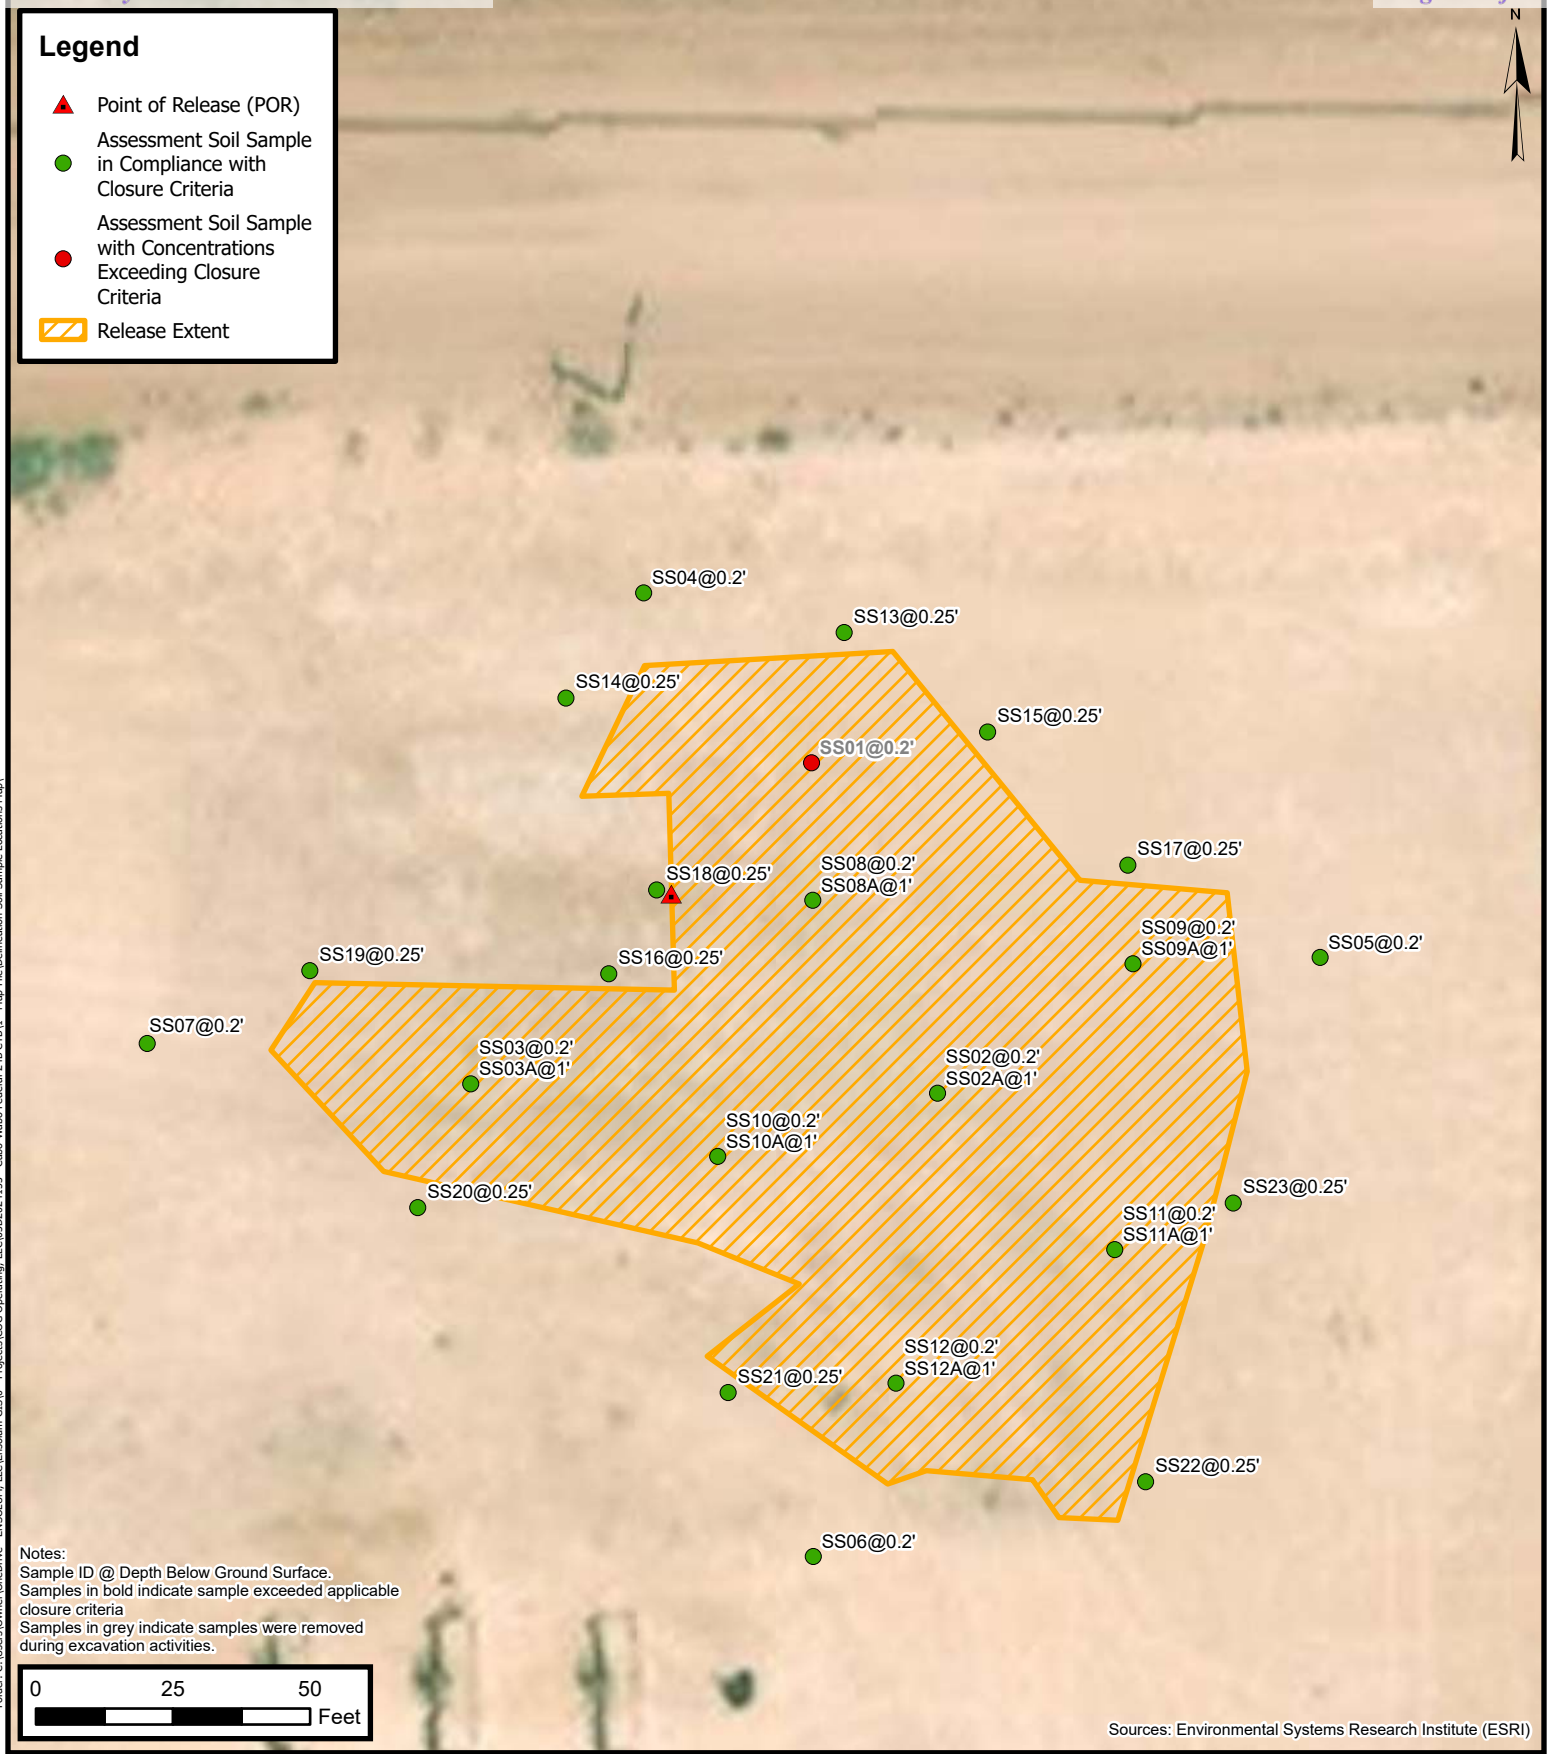 N
Legend
Point of Release (POR)
Assessment Soil Sample
in Compliance with
Closure Criteria
Assessment Soil Sample
with Concentrations
Exceeding Closure
Criteria
Release Extent
SS04@0.2'
SS13@0.25'
SS14@0.25'
SS15@0.25'
SS01@0.2'
SS17@0.25'
SS08@0.2'
SS08A@1'
SS18@0.25'
SS09@0.2'
SS09A@1'
SS05@0.2'
SS19@0.25'
SS16@0.25'
SS07@0.2'
SS03@0.2'
SS03A@1'
SS02@0.2'
SS02A@1'
SS10@0.2'
SS10A@1'
SS20@0.25'
SS23@0.25'
SS11@0.2'
SS11A@1'
SS12@0.2'
SS12A@1'
SS21@0.25'
SS22@0.25'
SS06@0.2'
Notes:
Sample ID @ Depth Below Ground Surface.
Samples in bold indicate sample exceeded applicable
closure criteria
Samples in grey indicate samples were removed
during excavation activities.
0 25 50
Feet
Sources: Environmental Systems Research Institute (ESRI)